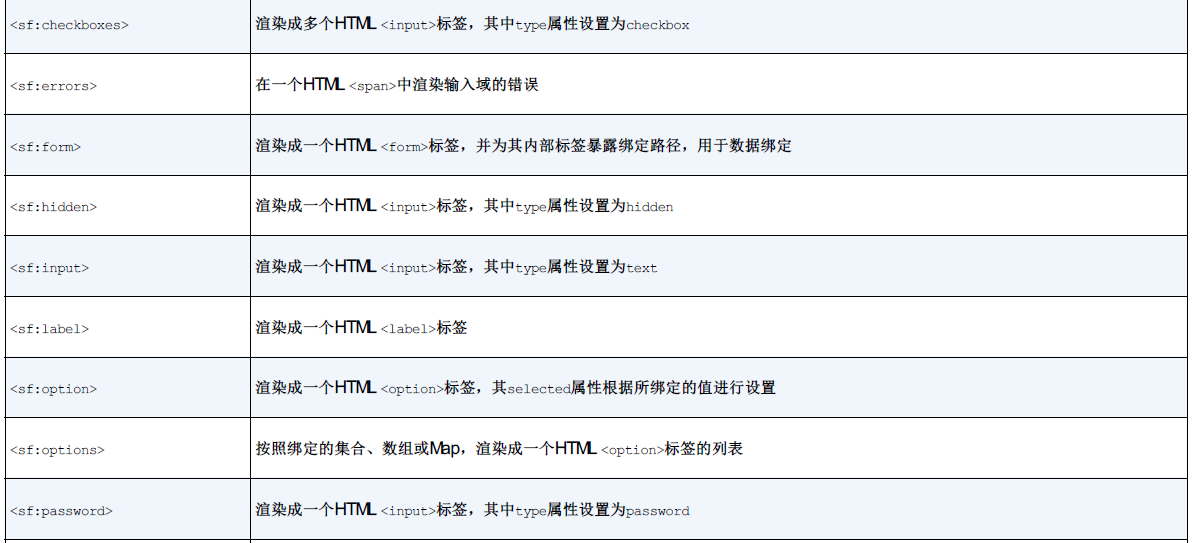 <sf:checkboxes> 渲染成多个HTML <input>标签，其中type属性设置为checkbox
<sf:errors> 在一个HTML <span>中渲染输入域的错误
<sf:form> 渲染成一个HTML <form>标签，并为其内部标签暴露绑定路径，用于数据绑定
<sf:hidden> 渲染成一个HTML <input>标签，其中type属性设置为hidden
<sf:input> 渲染成一个HTML <input>标签，其中type属性设置为text
<sf:label> 渲染成一个HTML <label>标签
<sf:option> 渲染成一个HTML <option>标签，其selected属性根据所绑定的值进行设置
<sf:options> 按照绑定的集合、数组或Map，渲染成一个HTML <option>标签的列表
<sf:password> 渲染成一个HTML <input>标签，其中type属性设置为password